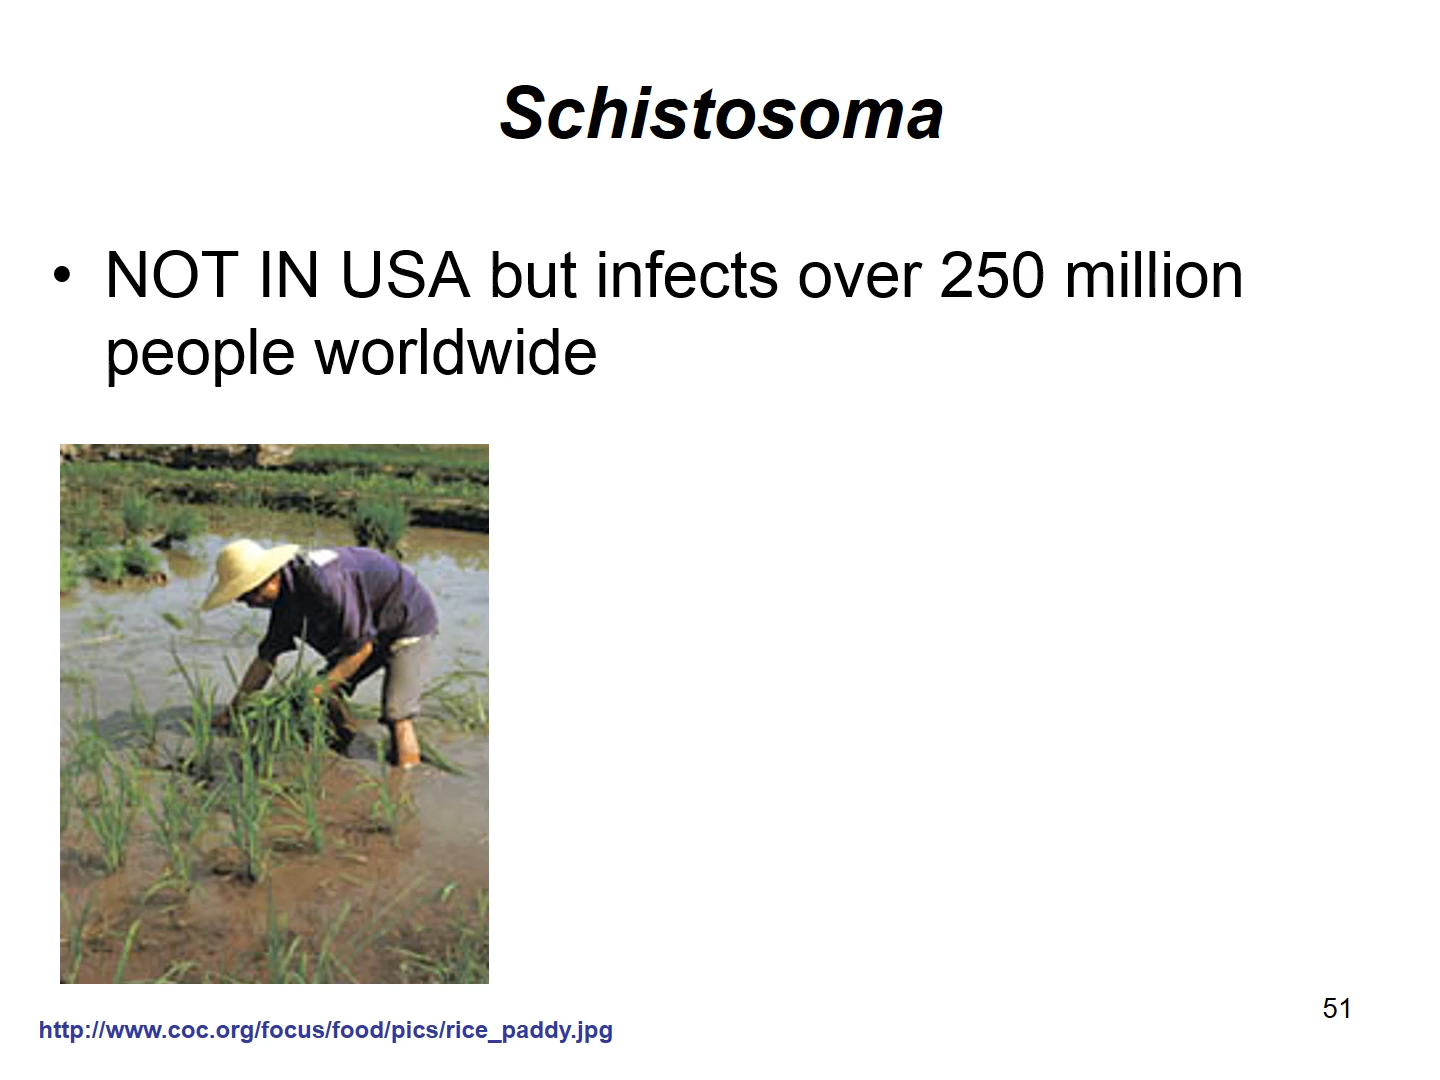 Schistosoma
• NOT IN USA but infects over 250 million
people worldwide
51
http://www.coc.org/focus/food/pics/rice_paddy.jpg